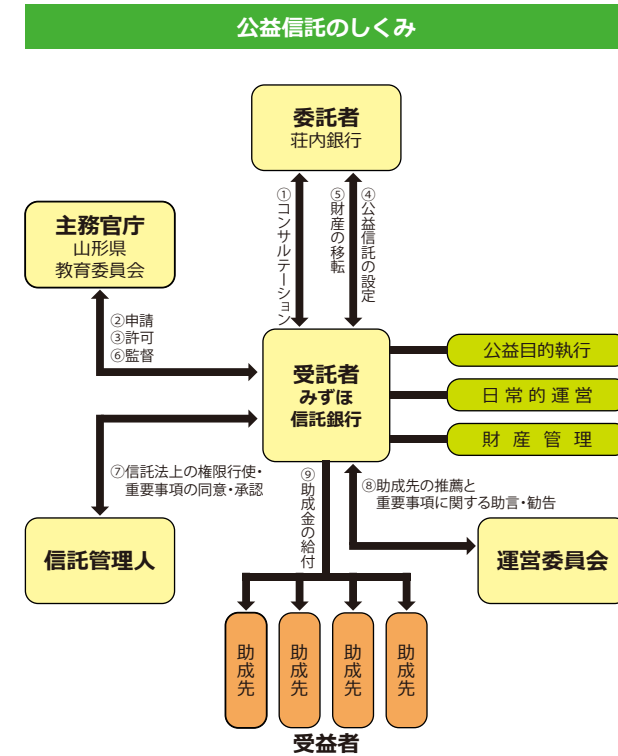 公益信託のしくみ
委託者
荘内銀行
①コンサルテーション
⑤財産の移転
④公益信託の設定
主務官庁
山形県
教育委員会
②申請
③許可
⑥監督
受託者
みずほ
信託銀行
公益目的執行
日常的運営
財産管理
⑦信託法上の権限行使・
重要事項の同意・承認
⑨助成金の給付
⑧助成先の推薦と
重要事項に関する助言・勧告
信託管理人
運営委員会
助成先
助成先
助成先
助成先
受益者